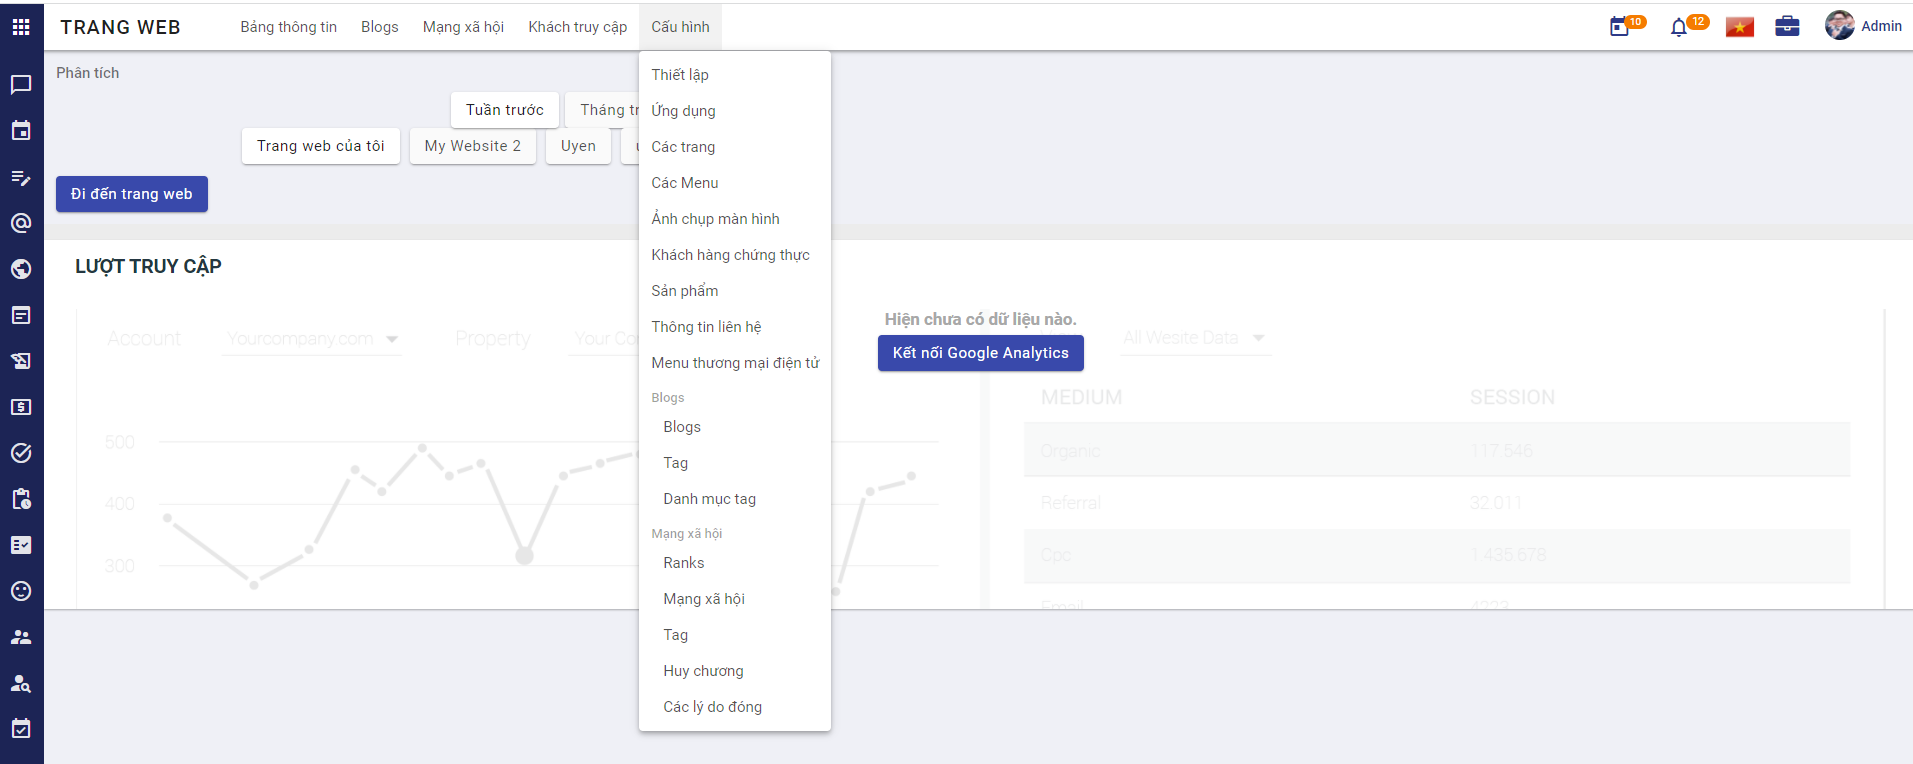 TRANG WEB
Bảng thông tin
Blogs
Mạng xã hội
Khách truy cập
Cấu hình
10
12
Admin
Phân tích
Tuần trước
Tháng
Trang web của tôi
My Website 2
Uyen
Đi đến trang web
Thiết lập
Ứng dụng
Các trang
Các Menu
Ảnh chụp màn hình
Khách hàng chứng thực
Sản phẩm
Thông tin liên hệ
Menu thương mại điện tử
Blogs
Blogs
Tag
Danh mục tag
Mạng xã hội
Ranks
Mạng xã hội
Tag
Huy chương
Các lý do đóng
LƯỢT TRUY CẬP
Account
Yourcompany.com
Property
Your
500
400
300
Hiện chưa có dữ liệu nào.
Kết nối Google Analytics
All Wesite Data
MEDIUM
SESSION
Organic
117 546
Referral
32.011
Cpc
1.435 578
Email
4223